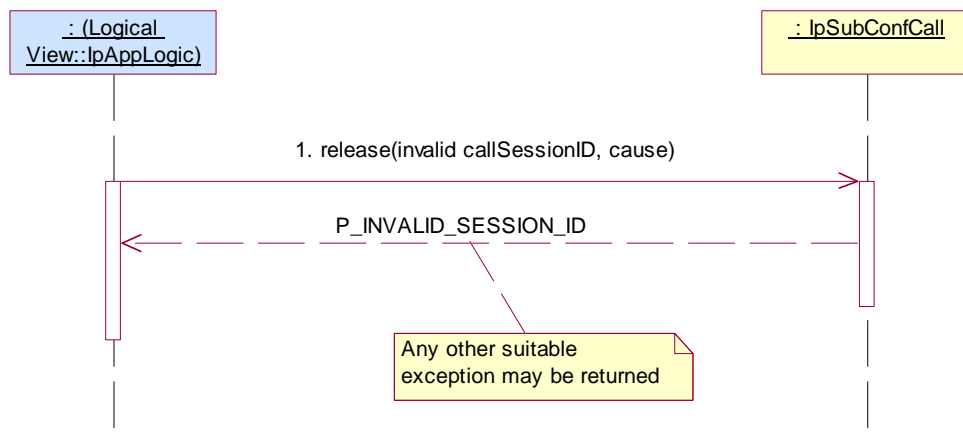 : (Logical
View::IpAppLogic)
: IpSubConfCall
1. release(invalid callSessionID, cause)
P_INVALID_SESSION_ID
Any other suitable
exception may be returned